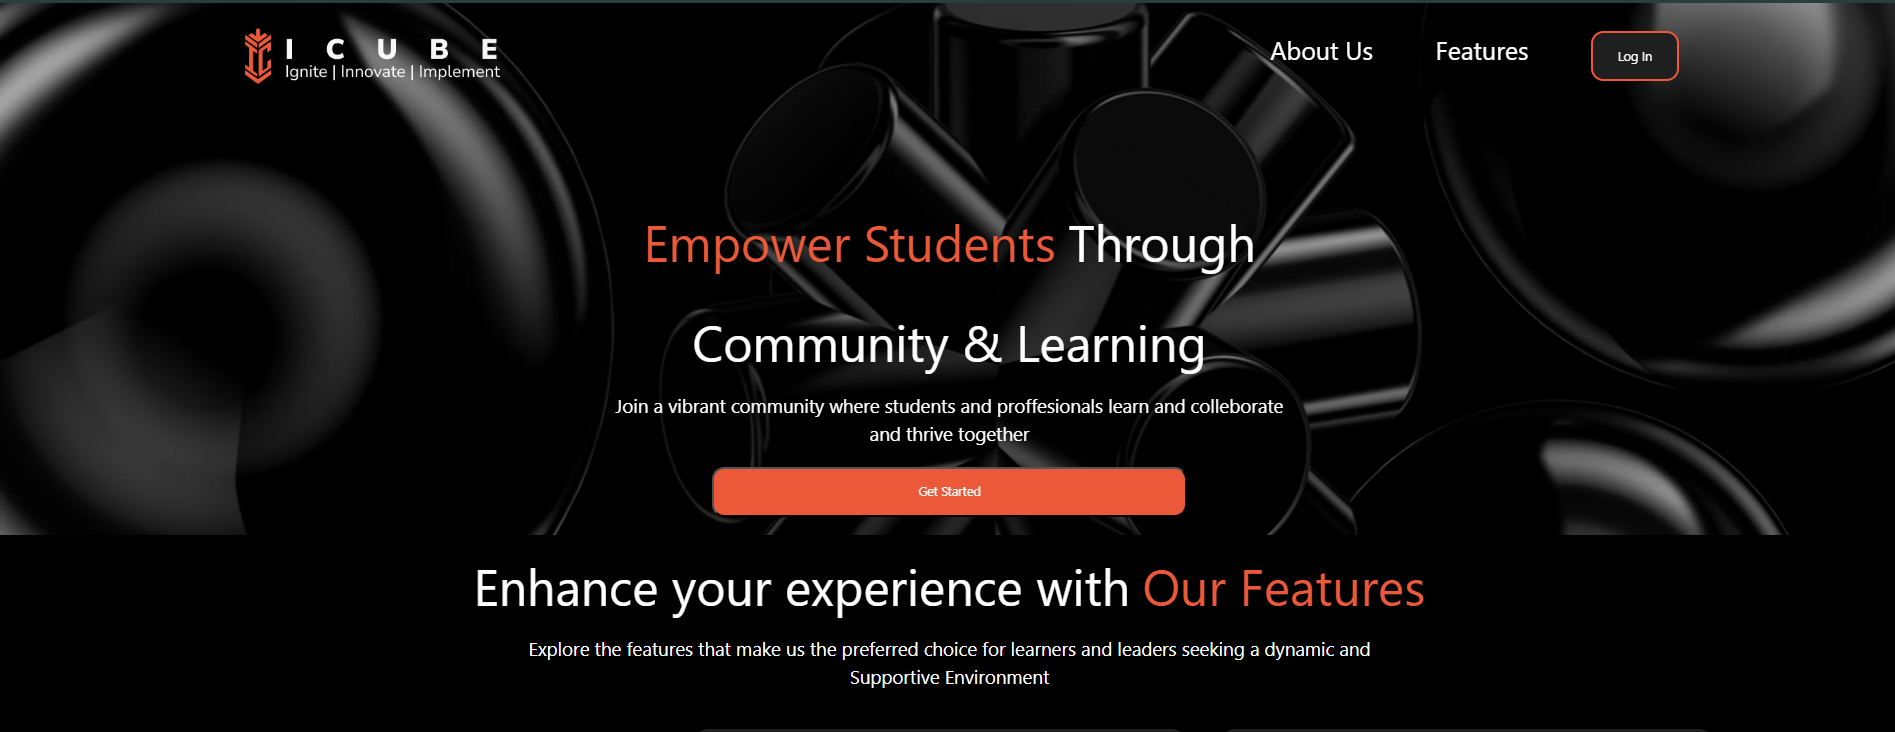 I C U B E
Ignite | Innovate | Implement
About Us
Features
Log In
Empower Students Through
Community & Learning
Join a vibrant community where students and proffesionals learn and colleborate
and thrive together
Get Started
Enhance your experience with Our Features
Explore the features that make us the preferred choice for learners and leaders seeking a dynamic and
Supportive Environment